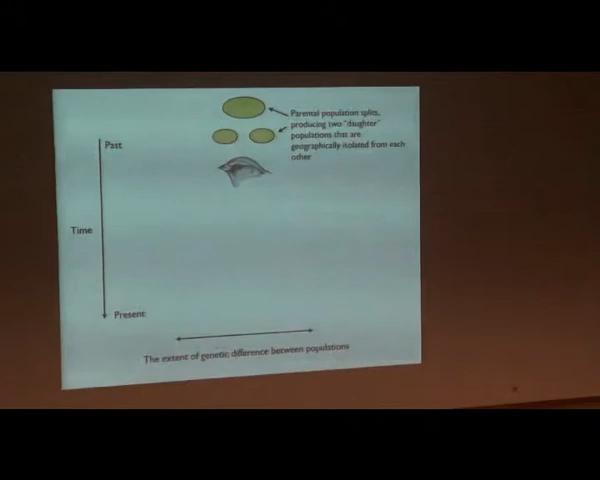 Parental population splits,
producing two "daughter"
populations that are
geographically isolated from each
other
Past
Time
Present
The extent of genetic difference between populations